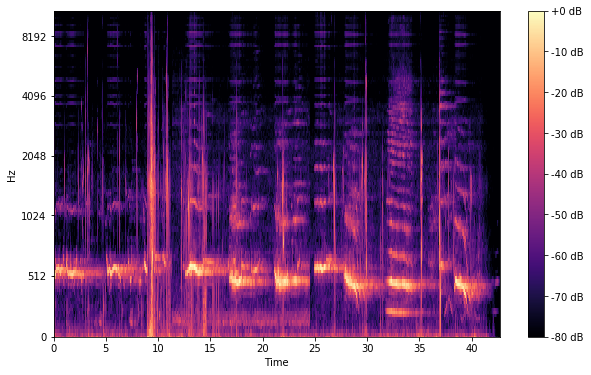 +0 dB
8192
-10 dB
4096
-20 dB
-30 dB
2048
Hz
-40 dB
1024
-50 dB
512
-60 dB
-70 dB
0
-80 dB
0 5 10 15 20 25 30 35 40
Time